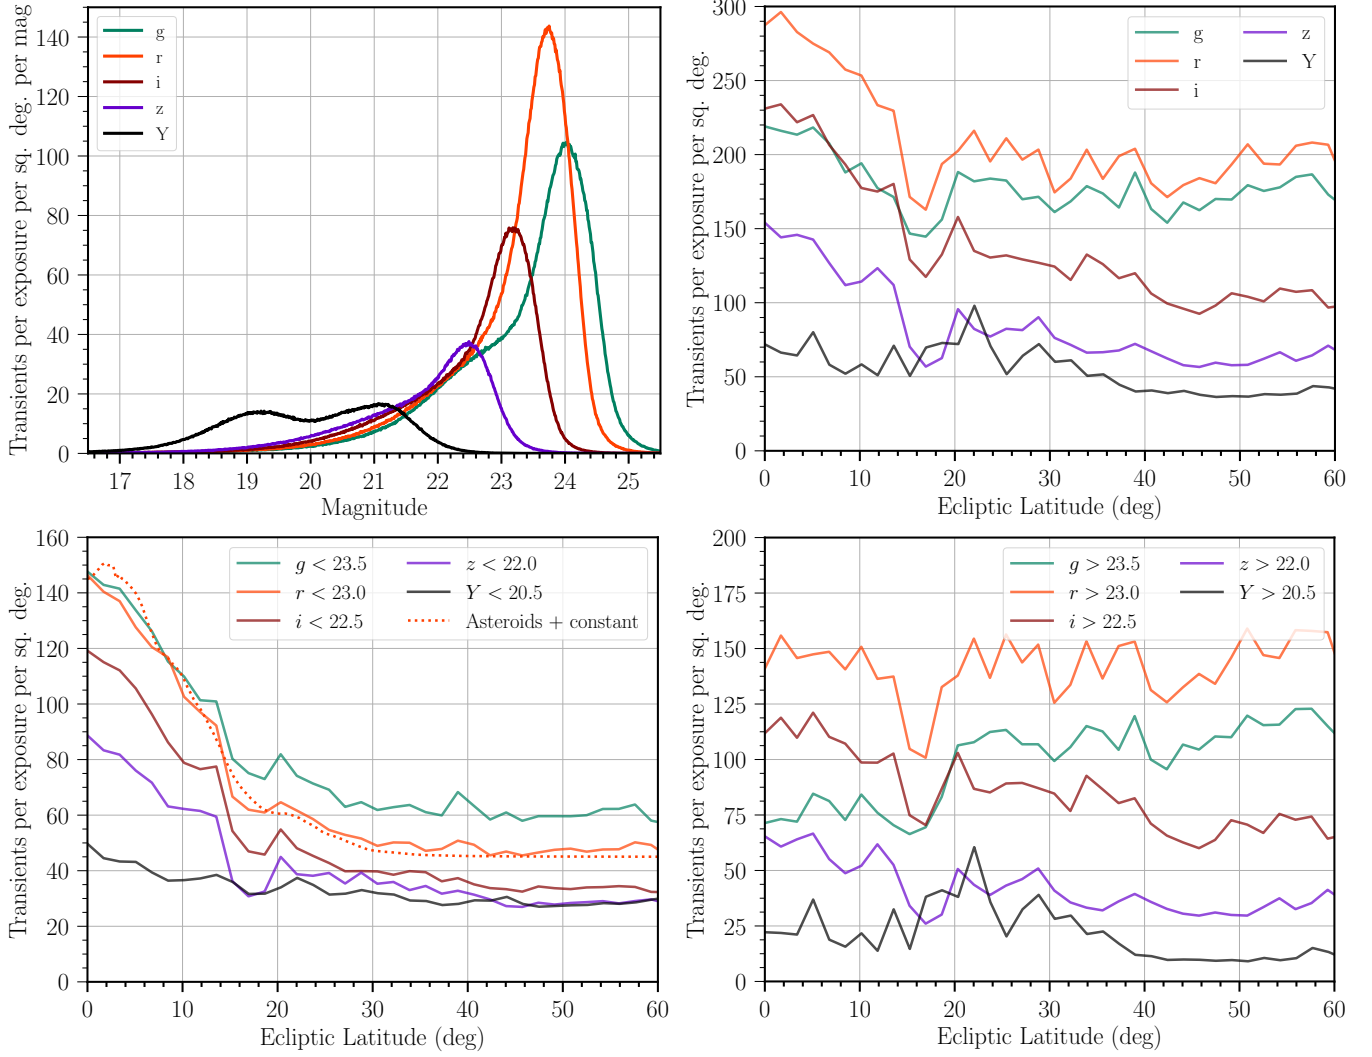 Transients per exposure per sq. deg. per mag
140
120
100
80
60
40
20
0
g
r
i
z
Y
17 18 19 20 21 22 23 24 25
Magnitude
Transients per exposure per sq. deg.
300
250
200
150
100
50
0
g z
r Y
i
0 10 20 30 40 50 60
Ecliptic Latitude (deg)
Transients per exposure per sq. deg.
160
140
120
100
80
60
40
20
0
g < 23.5 z < 22.0
r < 23.0 Y < 20.5
i < 22.5 Asteroids + constant
0 10 20 30 40 50 60
Ecliptic Latitude (deg)
Transients per exposure per sq. deg.
200
175
150
125
100
75
50
25
0
g > 23.5 z > 22.0
r > 23.0 Y > 20.5
i > 22.5
0 10 20 30 40 50 60
Ecliptic Latitude (deg)